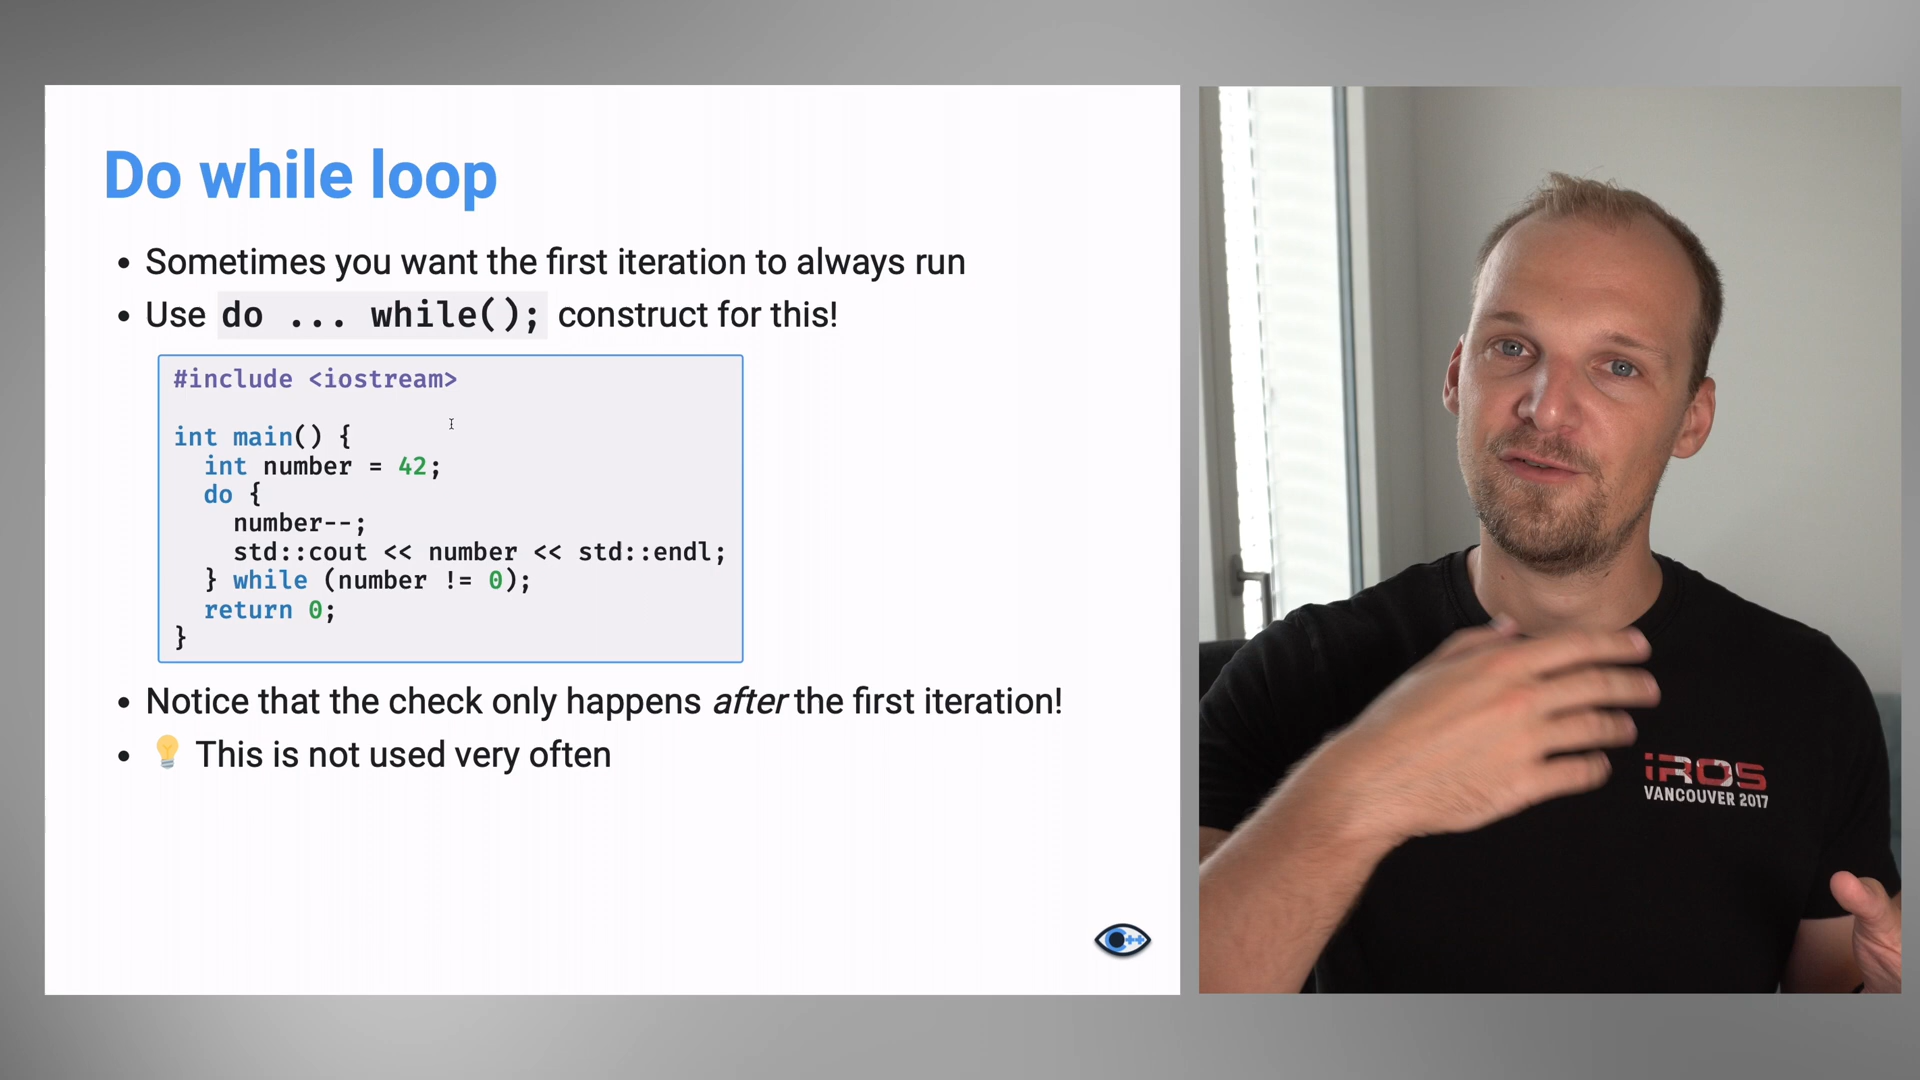 Do while loop
• Sometimes you want the first iteration to always run
• Use do ... while(); construct for this!
#include <iostream>
int main() {
  int number = 42;
  do {
    number--;
    std::cout << number << std::endl;
  } while (number != 0);
  return 0;
}
• Notice that the check only happens after the first iteration!
• 💡 This is not used very often
C++
iROS
VANCOUVER 2017